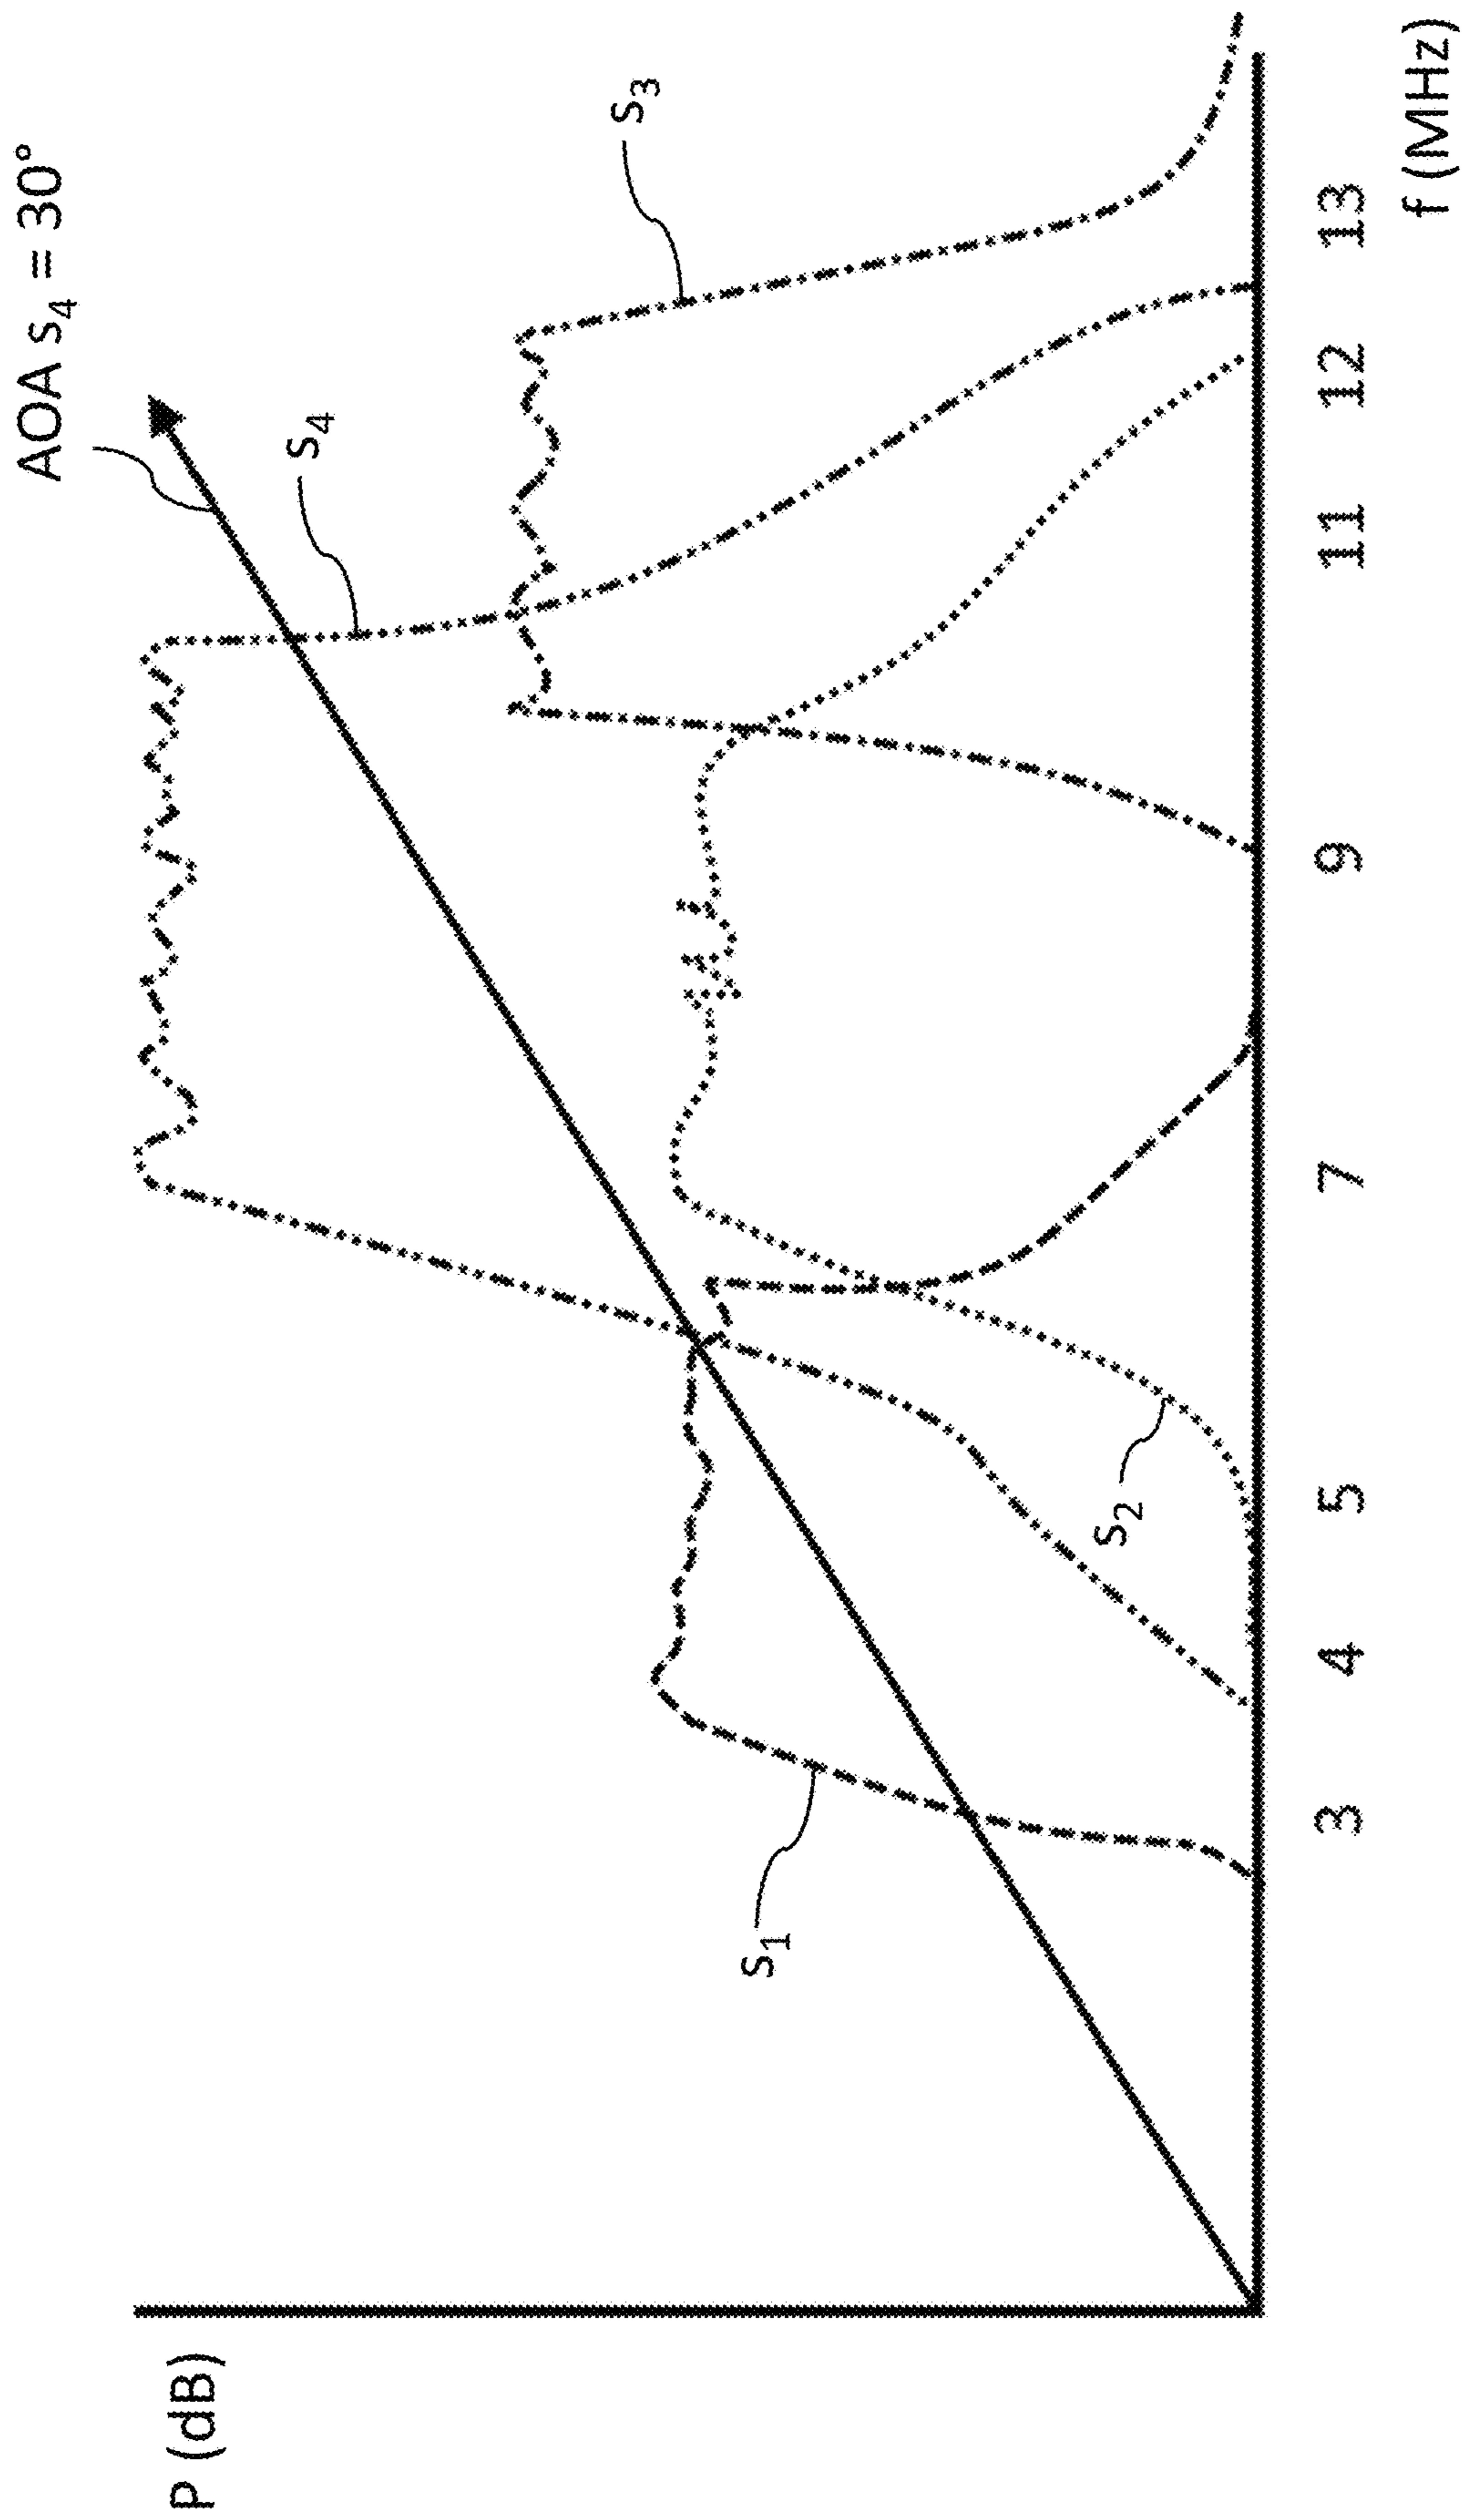 P (dB)
AOA s₄ = 30°
s₄
s₃
s₁
s₂
3 4 5 7 9 11 12 13
f (MHz)